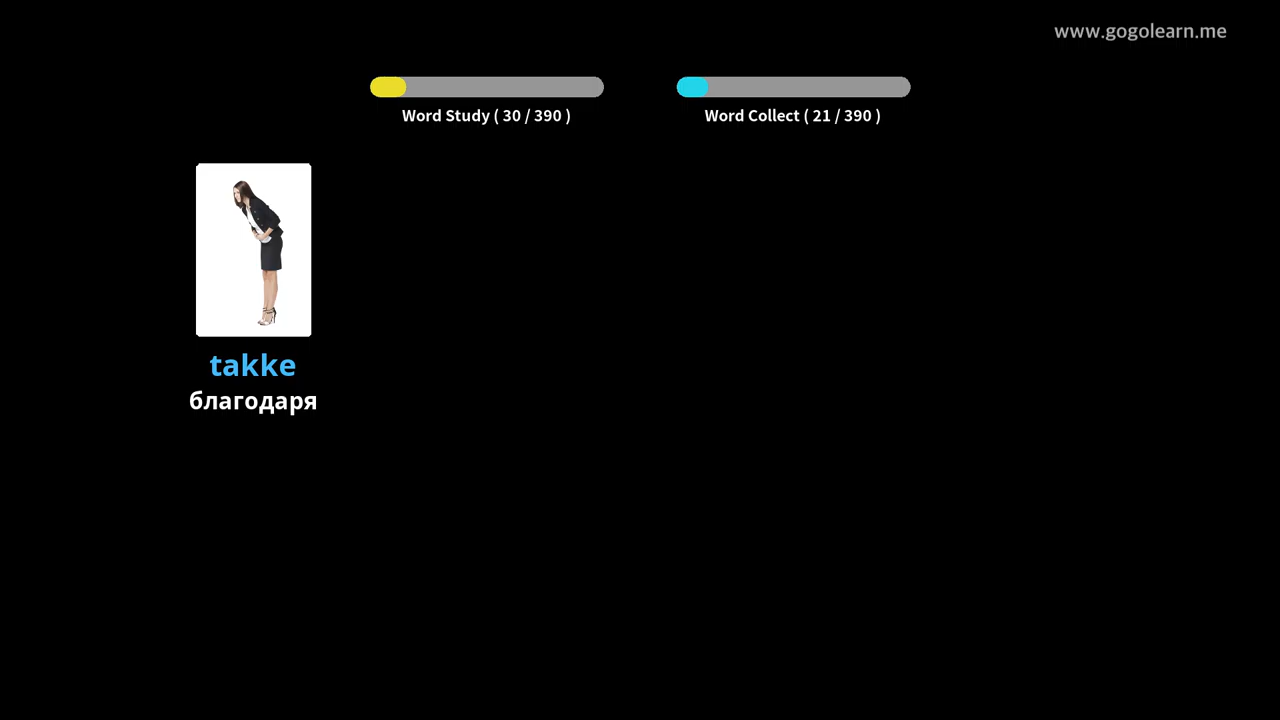 www.gogolearn.me
Word Study ( 30 / 390 )
Word Collect ( 21 / 390 )
takke
благодаря